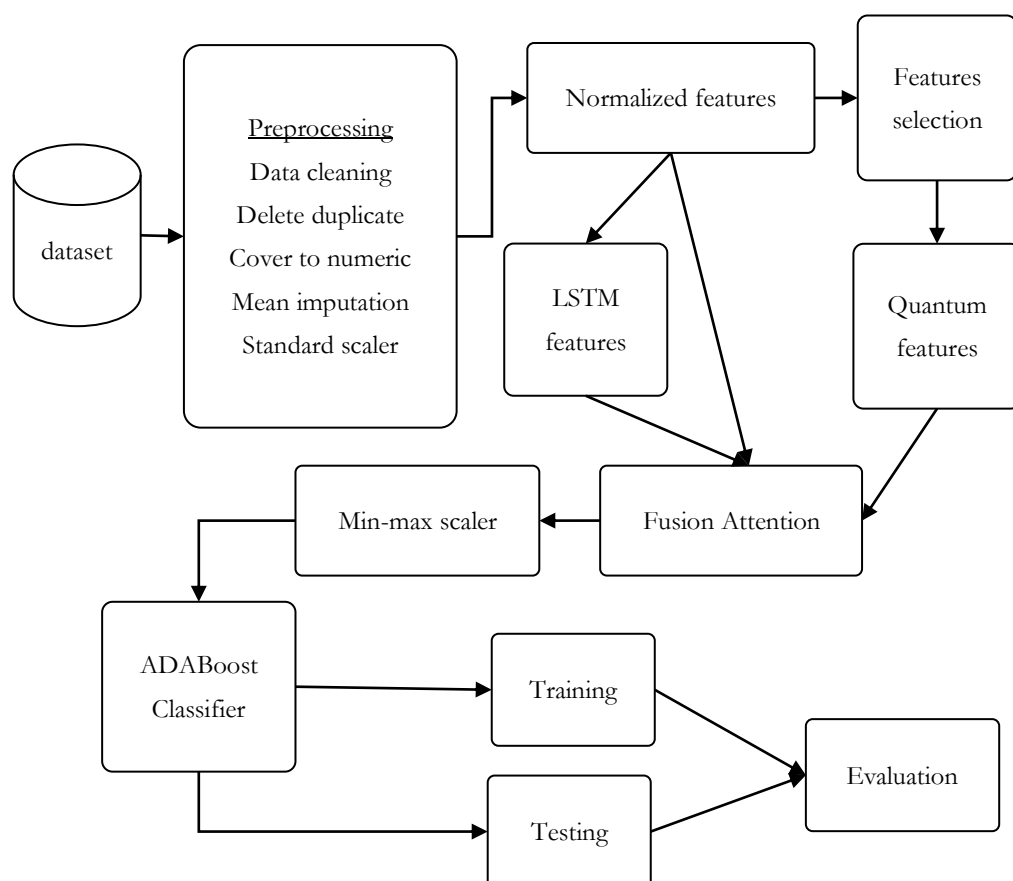 dataset
Preprocessing
Data cleaning
Delete duplicate
Cover to numeric
Mean imputation
Standard scaler
Normalized features
Features
selection
LSTM
features
Quantum
features
Fusion Attention
Min-max scaler
ADABoost
Classifier
Training
Testing
Evaluation